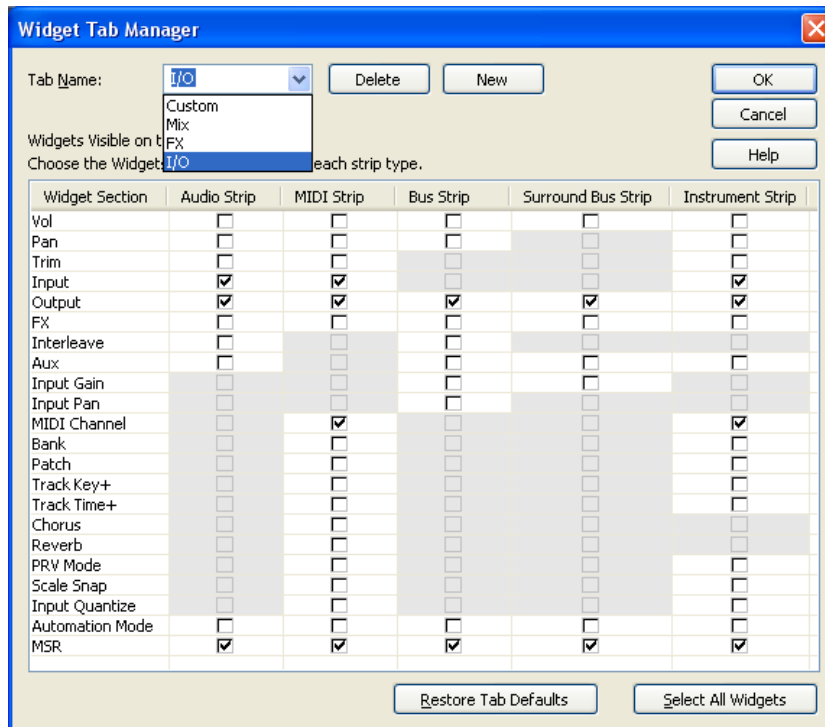 Widget Tab Manager
Tab Name: I/O Delete New OK
Custom
Mix
FX
I/O
Cancel
Help
Widgets Visible on t
Choose the Widgets each strip type.
Widget Section Audio Strip MIDI Strip Bus Strip Surround Bus Strip Instrument Strip
Vol
Pan
Trim
Input
Output
FX
Interleave
Aux
Input Gain
Input Pan
MIDI Channel
Bank
Patch
Track Key+
Track Time+
Chorus
Reverb
PRV Mode
Scale Snap
Input Quantize
Automation Mode
MSR
Restore Tab Defaults Select All Widgets